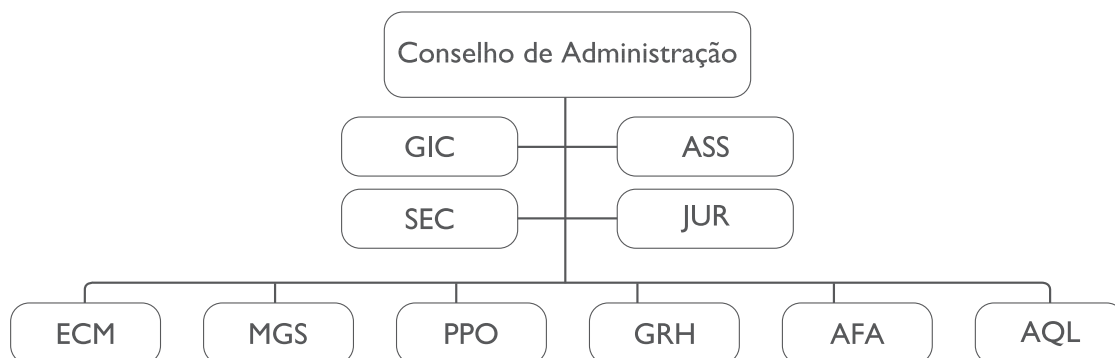 Conselho de Administração
GIC
ASS
SEC
JUR
ECM
MGS
PPO
GRH
AFA
AQL